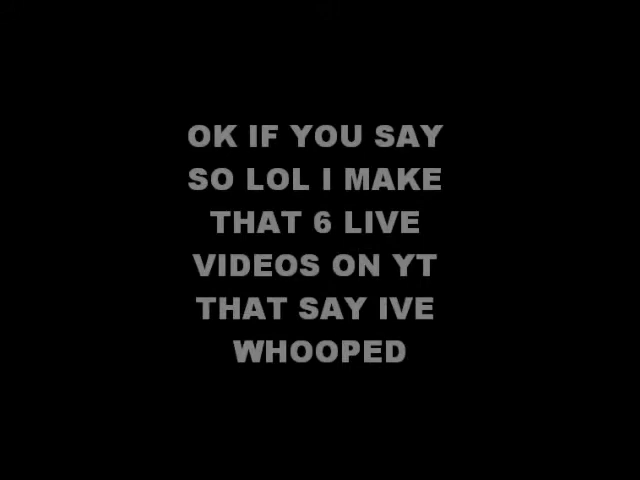 OK IF YOU SAY
SO LOL I MAKE
THAT 6 LIVE
VIDEOS ON YT
THAT SAY IVE
WHOOPED